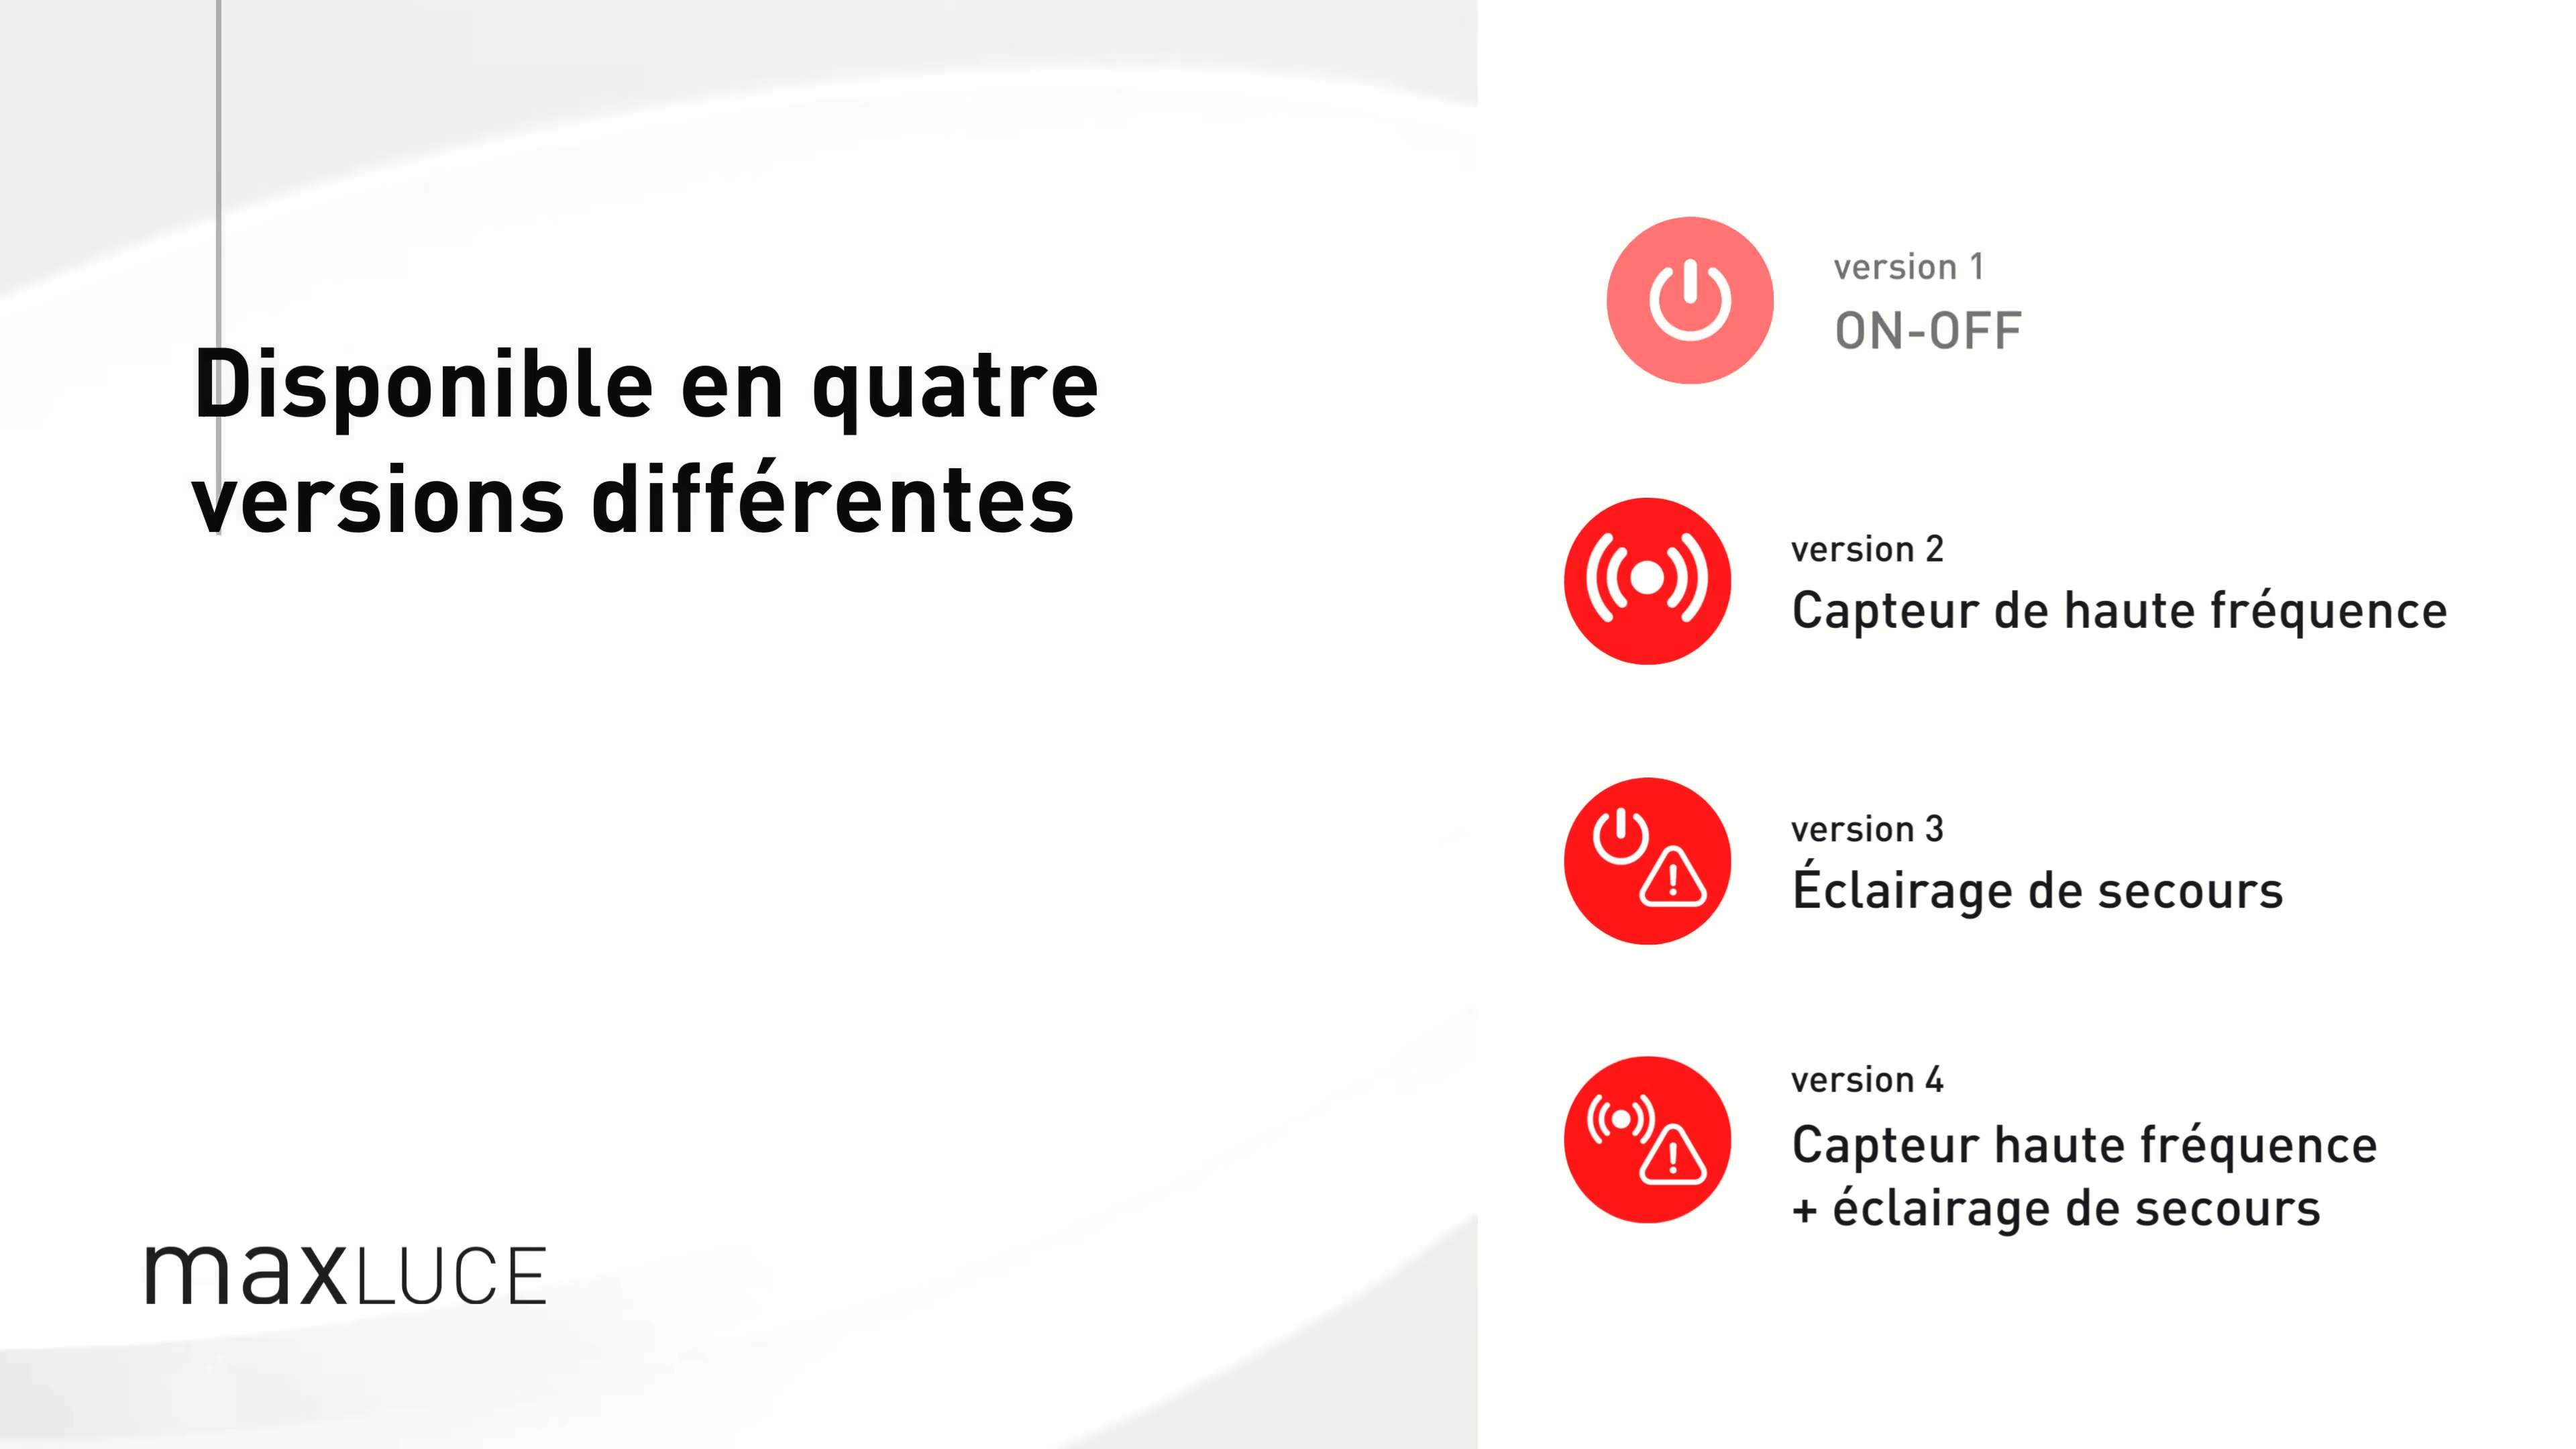 Disponible en quatre
versions différentes
version 1
ON-OFF
version 2
Capteur de haute fréquence
version 3
Éclairage de secours
version 4
Capteur haute fréquence
+ éclairage de secours
maxLUCE